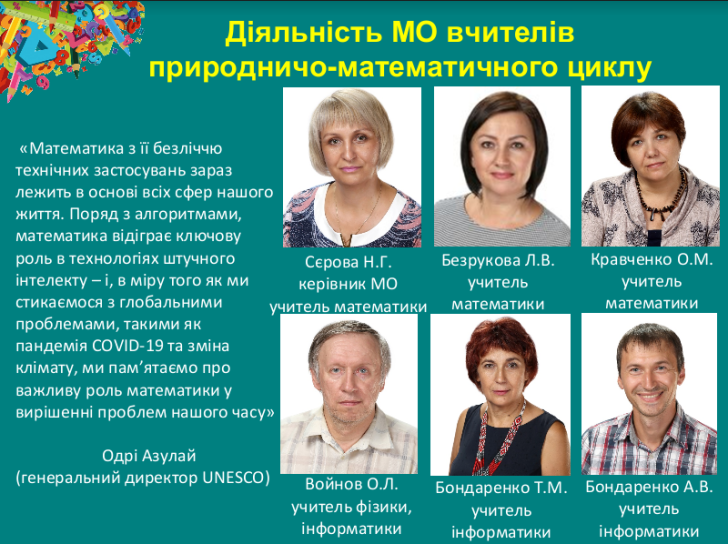 Діяльність МО вчителів
природничо-математичного циклу
«Математика з її безліччю
технічних застосувань зараз
лежить в основі всіх сфер нашого
життя. Поряд з алгоритмами,
математика відіграє ключову
роль в технологіях штучного
інтелекту – і, в міру того як ми
стикаємося з глобальними
проблемами, такими як
пандемія COVID-19 та зміна
клімату, ми пам’ятаємо про
важливу роль математики у
вирішенні проблем нашого часу»
Одрі Азулай
(генеральний директор UNESCO)
Сєрова Н.Г.
керівник МО
учитель математики
Безрукова Л.В.
учитель
математики
Кравченко О.М.
учитель
математики
Войнов О.Л.
учитель фізики,
інформатики
Бондаренко Т.М.
учитель
інформатики
Бондаренко А.В.
учитель
інформатики